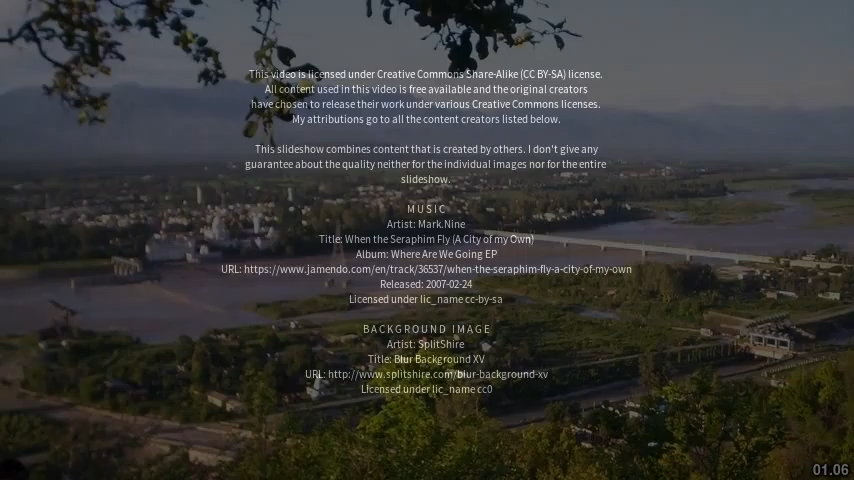 This video is licensed under Creative Commons Share-Alike (CC BY-SA) license.
All content used in this video is free available and the original creators
have chosen to release their work under various Creative Commons licenses.
My attributions go to all the content creators listed below.
This slideshow combines content that is created by others. I don't give any
guarantee about the quality neither for the individual images nor for the entire
slideshow.
MUSIC
Artist: Mark.Nine
Title: When the Seraphim Fly (A City of my Own)
Album: Where Are We Going EP
URL: https://www.jamendo.com/en/track/36537/when-the-seraphim-fly-a-city-of-my-own
Released: 2007-02-24
Licensed under lic_name cc-by-sa
BACKGROUND IMAGE
Artist: SplitShire
Title: Blur Background XV
URL: http://www.splitshire.com/blur-background-xv
Licensed under lic_name cc0
01.06